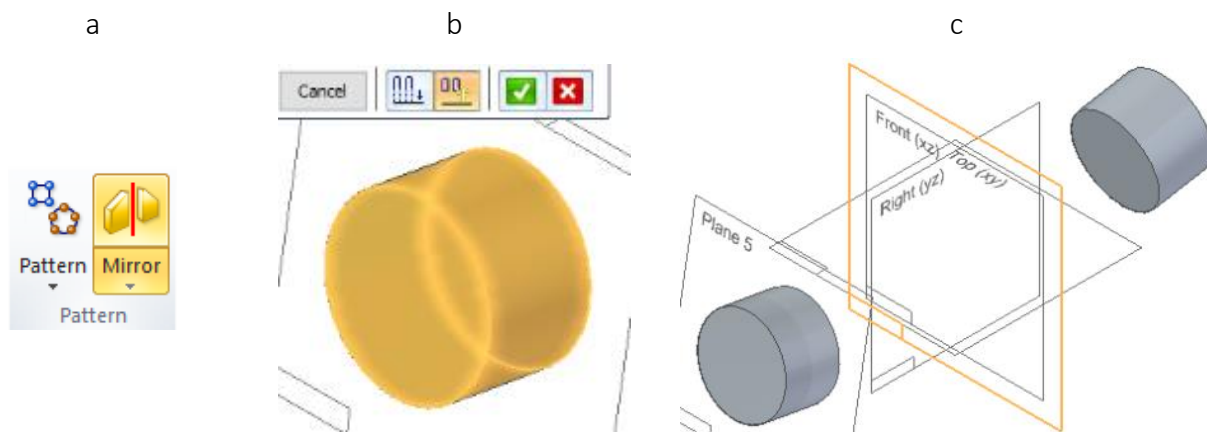 a
b
c
Pattern
Mirror
Pattern
Cancel
Front (xz)
Top (xy)
Right (yz)
Plane 5